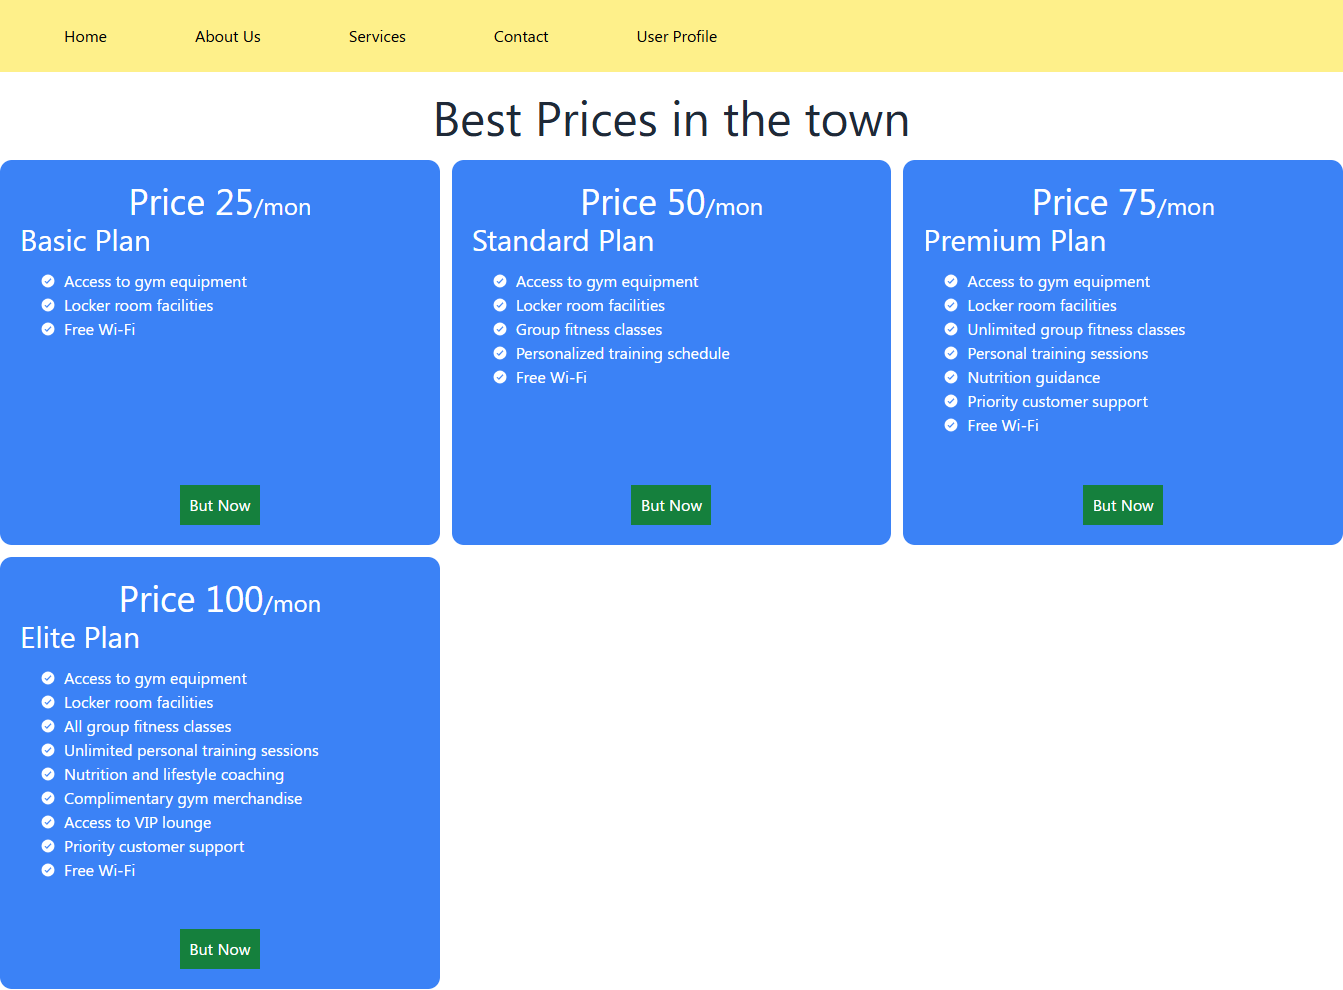 Home About Us Services Contact User Profile
Best Prices in the town
Price 25/mon
Basic Plan
Access to gym equipment
Locker room facilities
Free Wi-Fi
But Now
Price 50/mon
Standard Plan
Access to gym equipment
Locker room facilities
Group fitness classes
Personalized training schedule
Free Wi-Fi
But Now
Price 75/mon
Premium Plan
Access to gym equipment
Locker room facilities
Unlimited group fitness classes
Personal training sessions
Nutrition guidance
Priority customer support
Free Wi-Fi
But Now
Price 100/mon
Elite Plan
Access to gym equipment
Locker room facilities
All group fitness classes
Unlimited personal training sessions
Nutrition and lifestyle coaching
Complimentary gym merchandise
Access to VIP lounge
Priority customer support
Free Wi-Fi
But Now